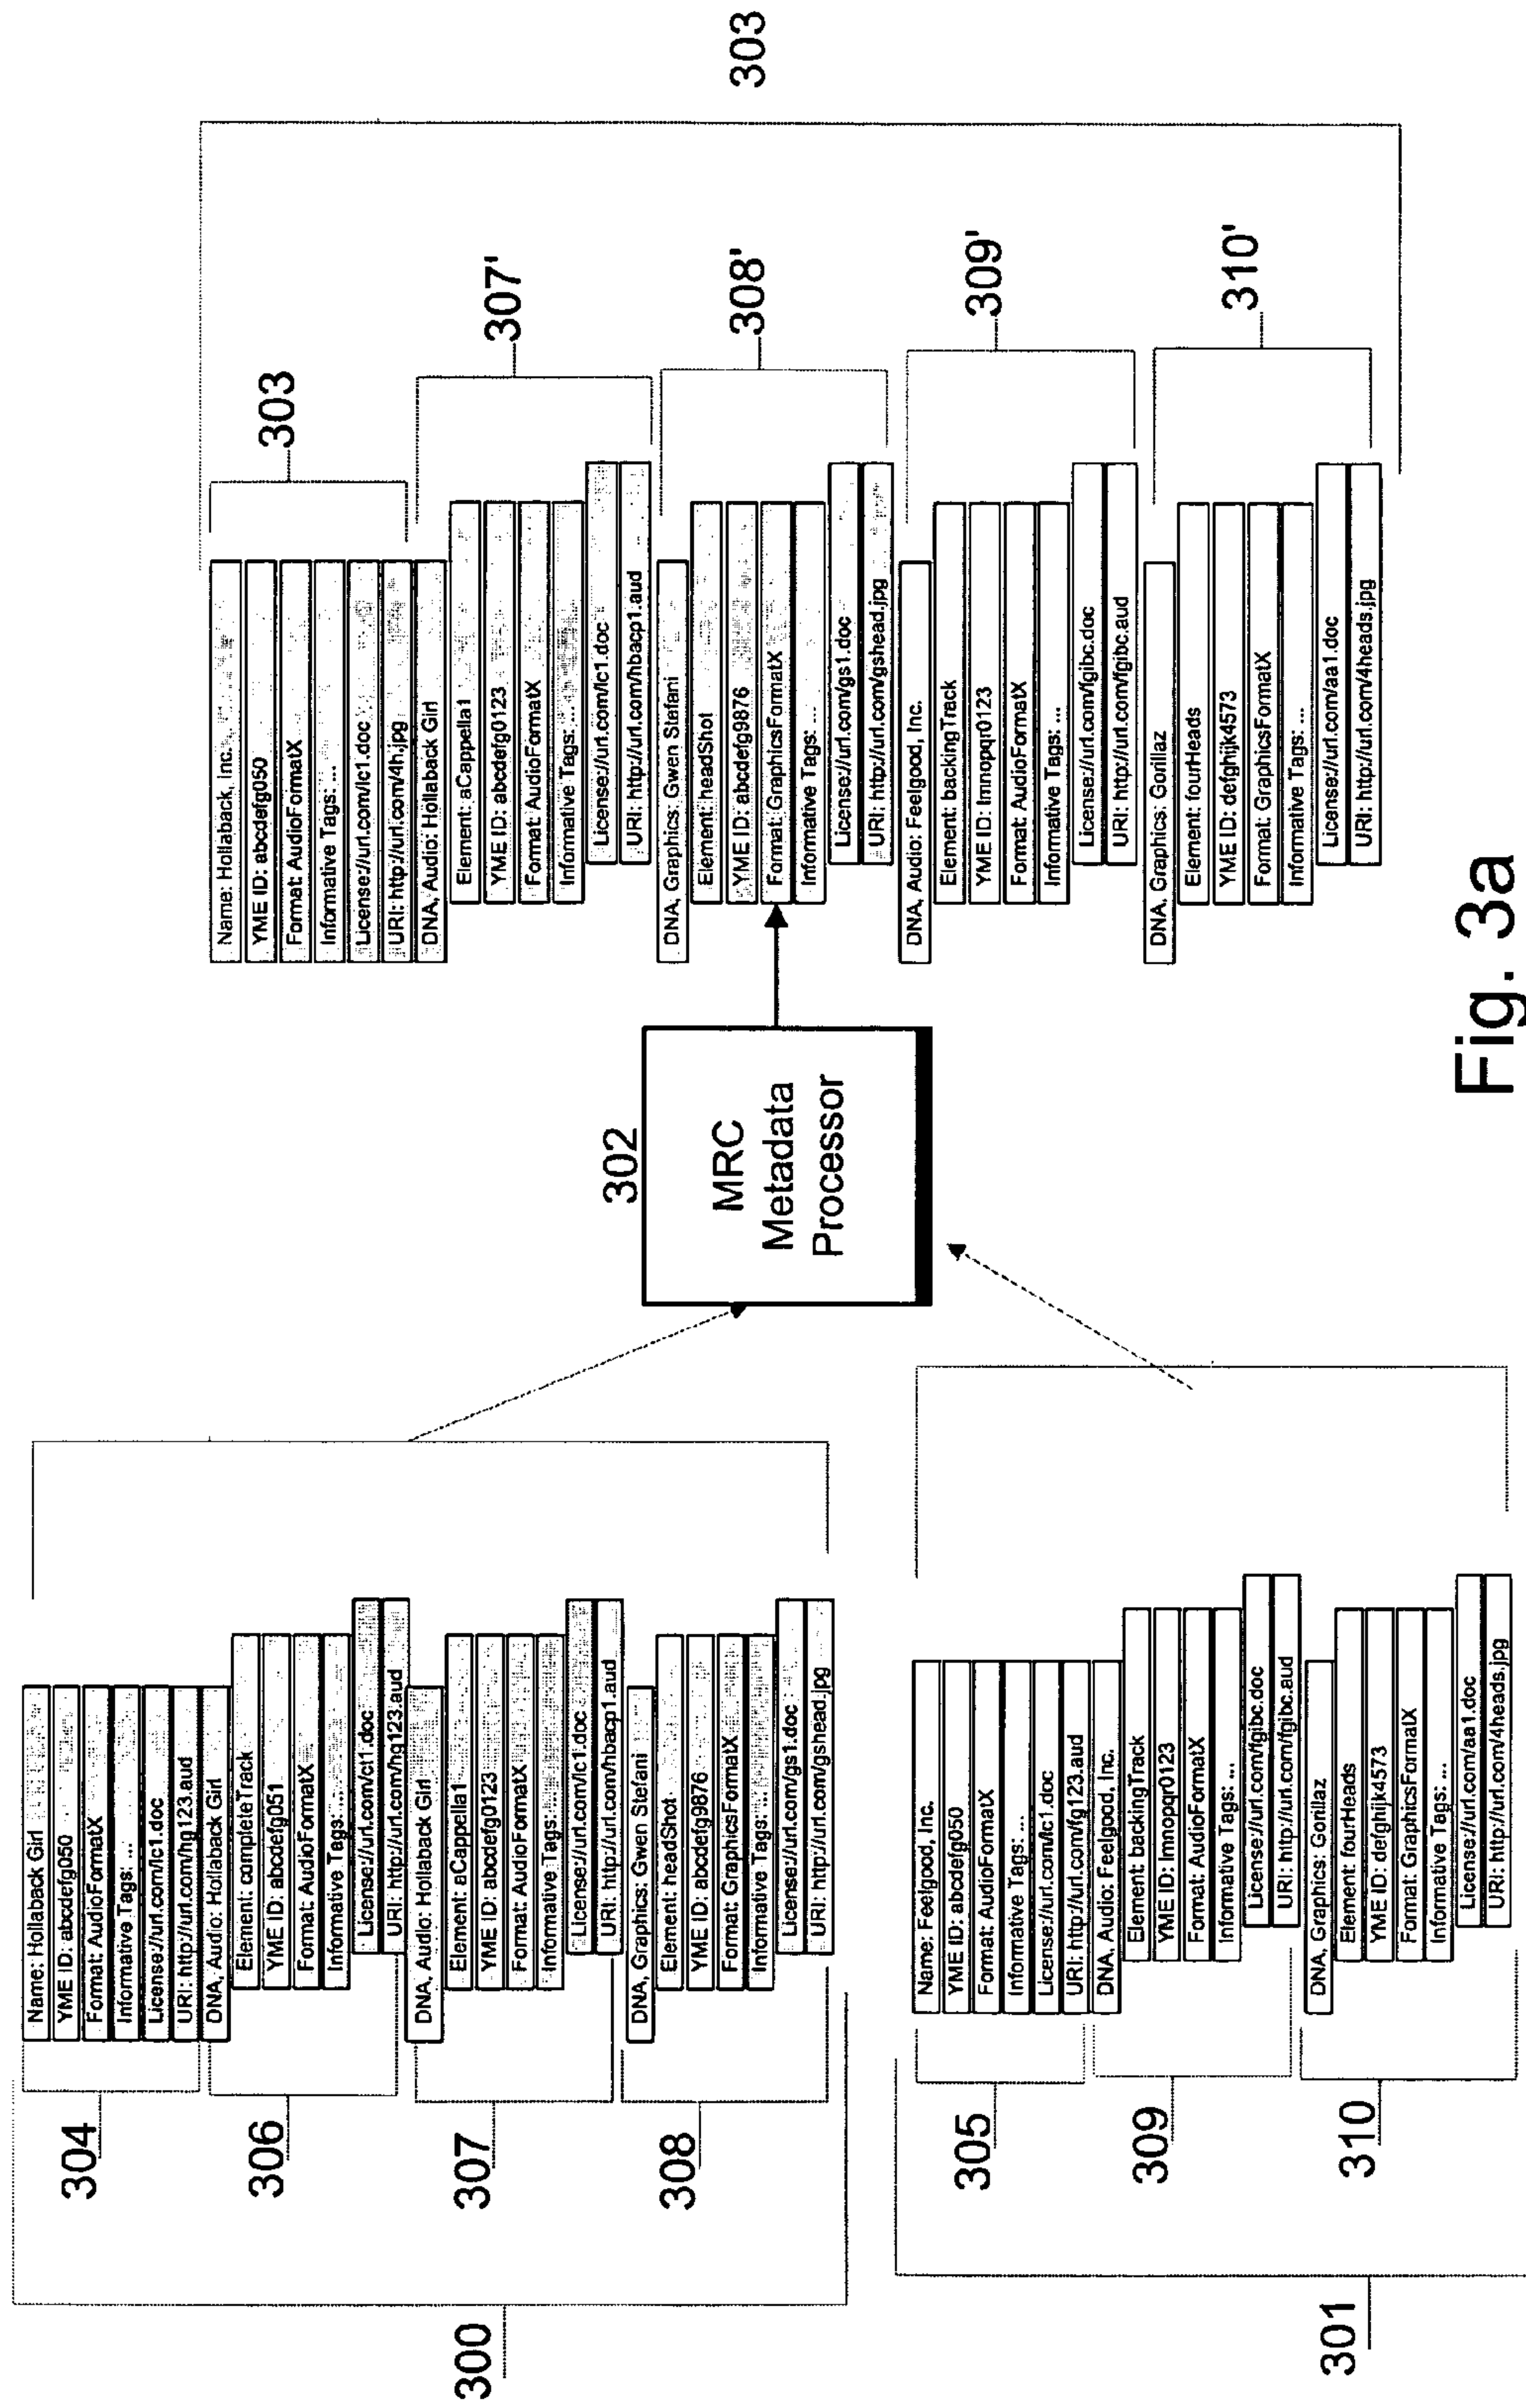 300
304
Name: Hollaback Girl
YME ID: abcdefg050
Format: AudioFormatX
Informative Tags: ...
License://url.com/lc1.doc
URI: http://url.com/hg123.aud
306
DNA, Audio: Hollaback Girl
Element: completeTrack
YME ID: abcdefg051
Format: AudioFormatX
Informative Tags:...
License://url.com/ct1.doc
URI: http://url.com/hg123.aud
307
DNA, Audio: Hollaback Girl
Element: aCappella1
YME ID: abcdefg0123
Format: AudioFormatX
Informative Tags: ...
License://url.com/lc1.doc
URI: http://url.com/hbacp1.aud
308
DNA, Graphics: Gwen Stefani
Element: headShot
YME ID: abcdefg9876
Format: GraphicsFormatX
Informative Tags: ...
License://url.com/gs1.doc
URI: http://url.com/gshead.jpg
301
305
Name: Feelgood, Inc.
YME ID: abcdefg050
Format: AudioFormatX
Informative Tags: ...
License://url.com/lc1.doc
URI: http://url.com/fg123.aud
309
DNA, Audio: Feelgood, Inc.
Element: backingTrack
YME ID: lmnopqr0123
Format: AudioFormatX
Informative Tags: ...
License://url.com/fgibc.doc
URI: http://url.com/fgibc.aud
310
DNA, Graphics: Gorillaz
Element: fourHeads
YME ID: defghijk4573
Format: GraphicsFormatX
Informative Tags: ...
License://url.com/aa1.doc
URI: http://url.com/4heads.jpg
302
MRC
Metadata
Processor
303
Name: Hollaback, Inc.
YME ID: abcdefg050
Format: AudioFormatX
Informative Tags: ...
License://url.com/lc1.doc
URI: http://url.com/4h.jpg
303
307'
DNA, Audio: Hollaback Girl
Element: aCappella1
YME ID: abcdefg0123
Format: AudioFormatX
Informative Tags: ...
License://url.com/lc1.doc
URI: http://url.com/hbacp1.aud
308'
DNA, Graphics: Gwen Stafani
Element: headShot
YME ID: abcdefg9876
Format: GraphicsFormatX
Informative Tags: ...
License://url.com/gs1.doc
URI: http://url.com/gshead.jpg
309'
DNA, Audio: Feelgood, Inc.
Element: backingTrack
YME ID: lmnopqr0123
Format: AudioFormatX
Informative Tags: ...
License://url.com/fgibc.doc
URI: http://url.com/fgibc.aud
310'
DNA, Graphics: Gorillaz
Element: fourHeads
YME ID: defghijk4573
Format: GraphicsFormatX
Informative Tags: ...
License://url.com/aa1.doc
URI: http://url.com/4heads.jpg
Fig. 3a